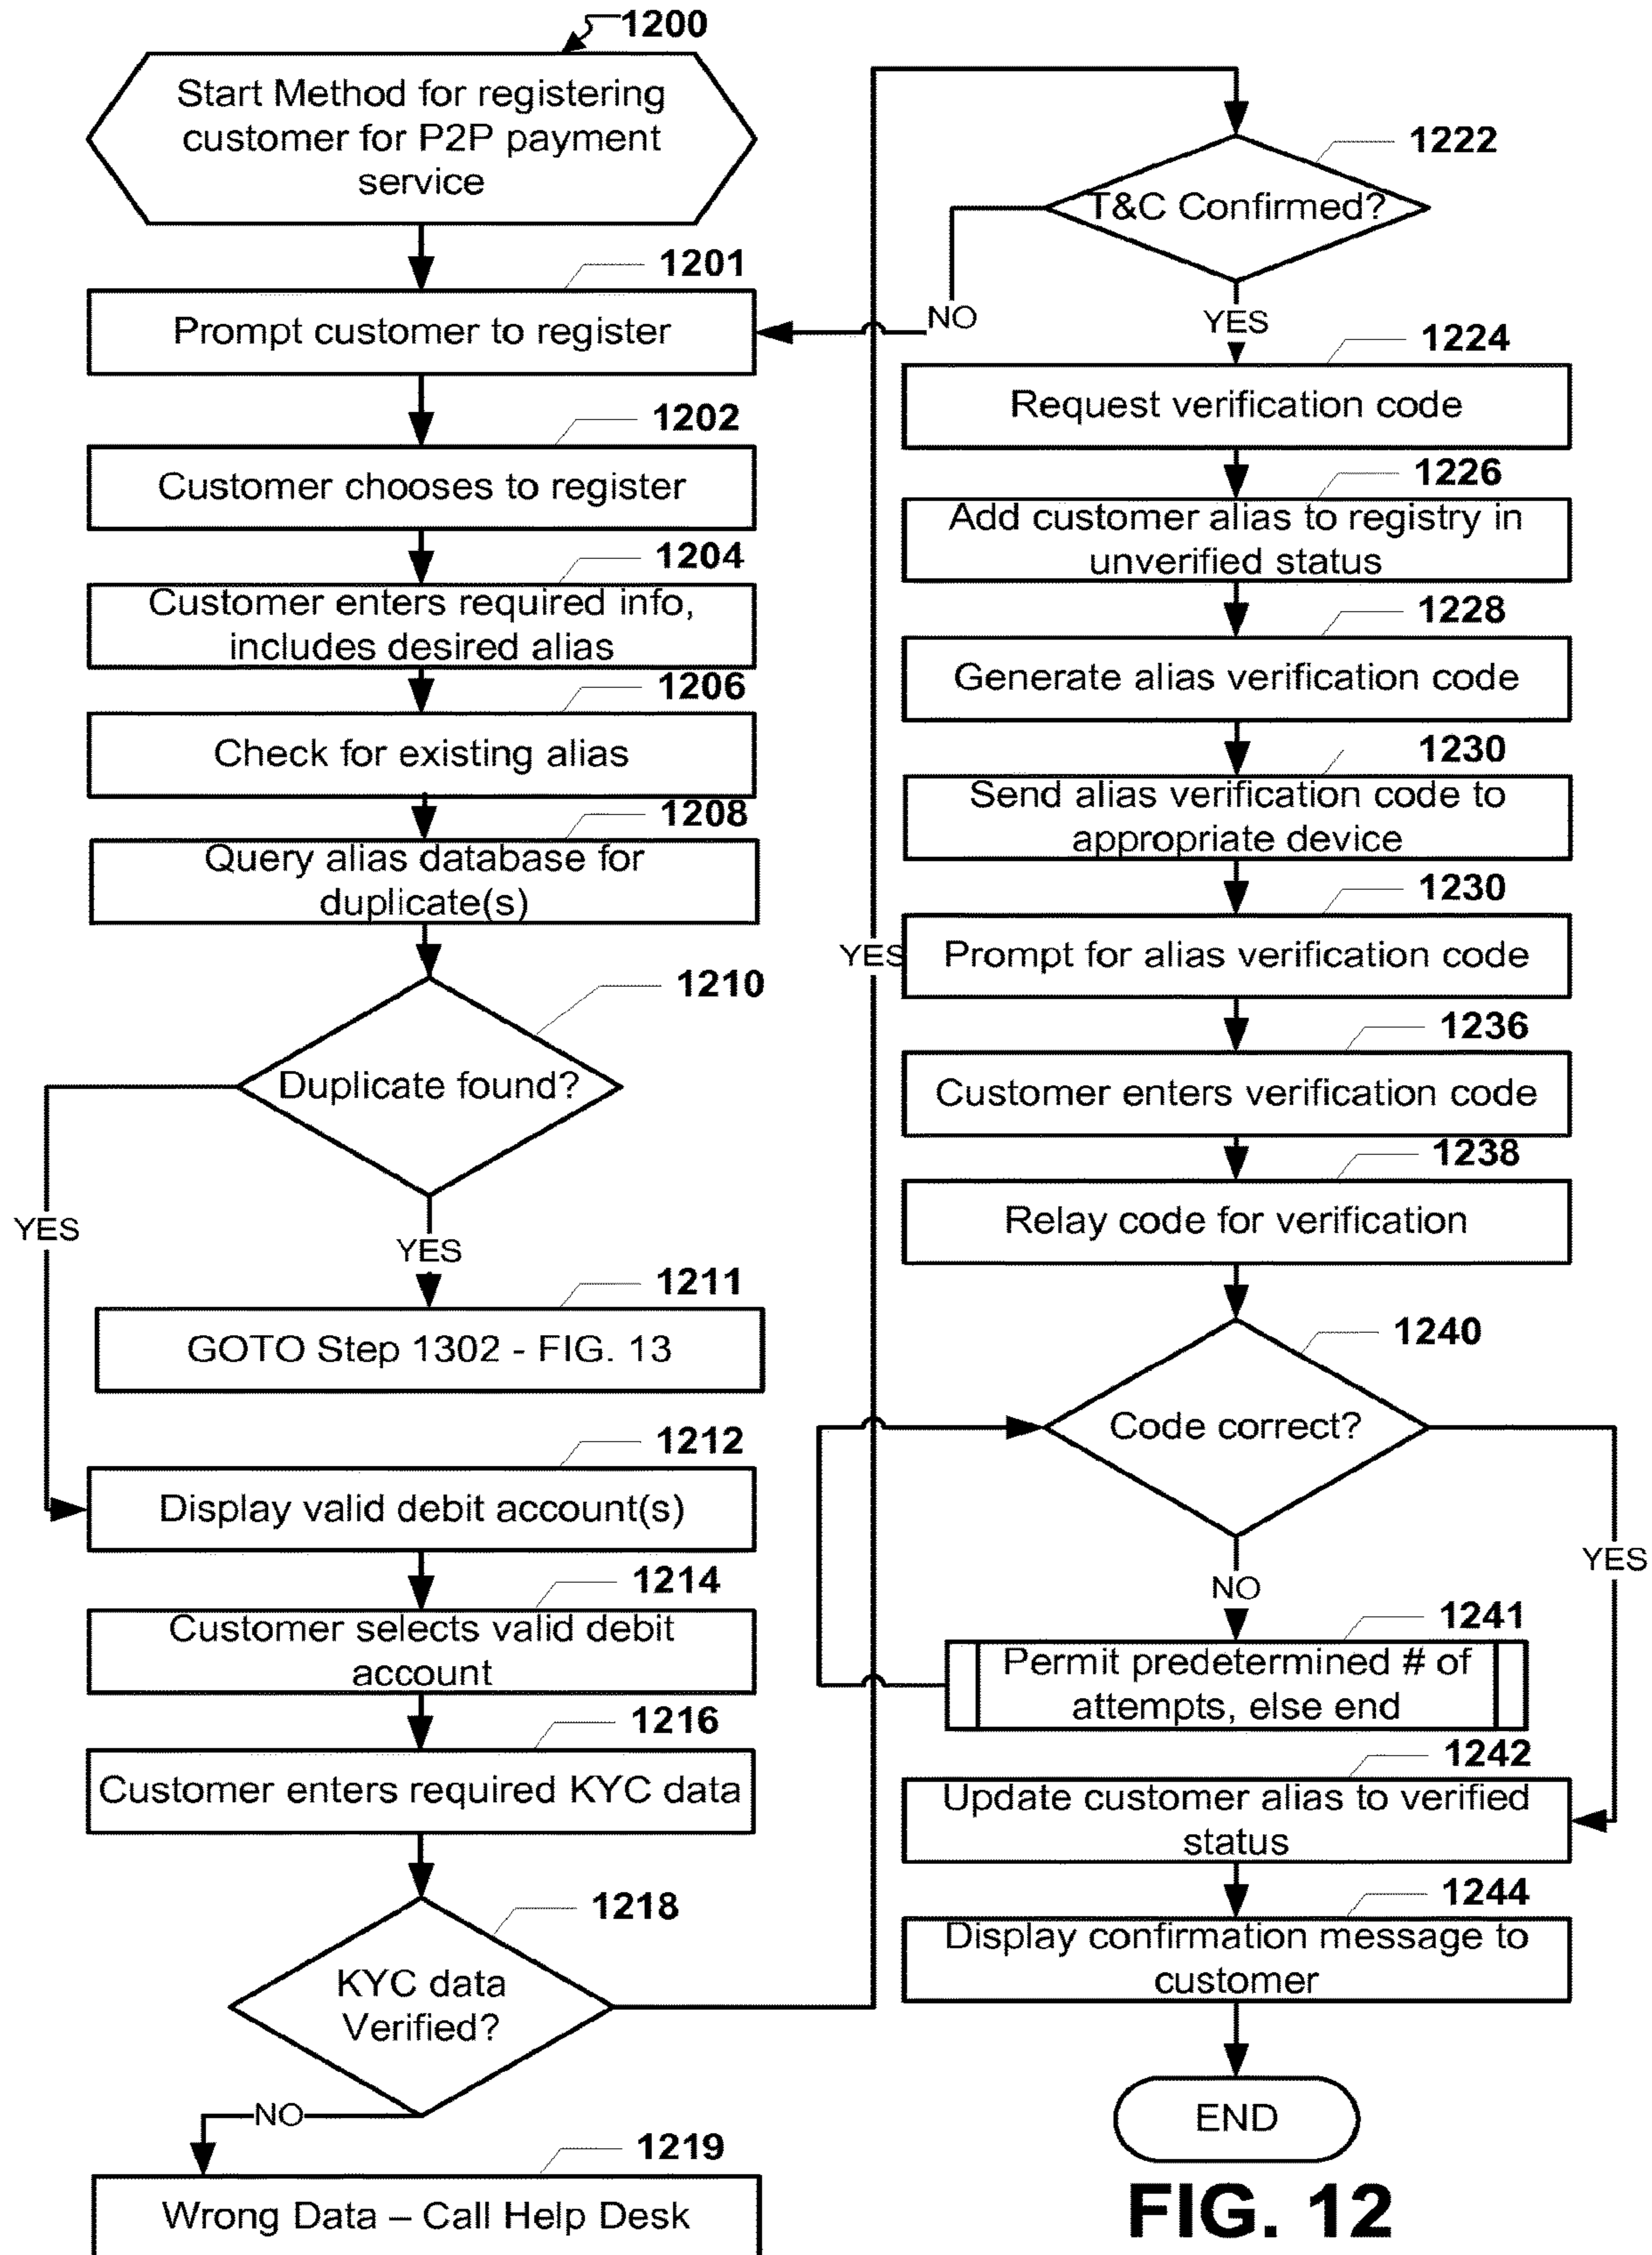 1200
Start Method for registering
customer for P2P payment
service
1201
Prompt customer to register
1202
Customer chooses to register
1204
Customer enters required info,
includes desired alias
1206
Check for existing alias
1208
Query alias database for
duplicate(s)
1210
Duplicate found?
YES
YES
1211
GOTO Step 1302 - FIG. 13
1212
Display valid debit account(s)
1214
Customer selects valid debit
account
1216
Customer enters required KYC data
1218
KYC data
Verified?
NO
1219
Wrong Data – Call Help Desk
YES
1222
T&C Confirmed?
NO
YES
1224
Request verification code
1226
Add customer alias to registry in
unverified status
1228
Generate alias verification code
1230
Send alias verification code to
appropriate device
1230
Prompt for alias verification code
1236
Customer enters verification code
1238
Relay code for verification
1240
Code correct?
NO
YES
1241
Permit predetermined # of
attempts, else end
1242
Update customer alias to verified
status
1244
Display confirmation message to
customer
END
FIG. 12